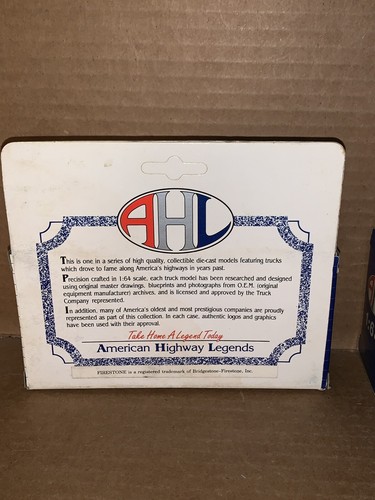 AHL
This is one in a series of high quality, collectible die-cast models featuring trucks
which drove to fame along America's highways in years past.
Precision crafted in 1:64 scale, each truck model has been researched and designed
using original master drawings, blueprints and photographs from O.E.M. (original
equipment manufacturer) archives, and is licensed and approved by the Truck
Company represented.
In addition, many of America's oldest and most prestigious companies are proudly
represented as part of this collection. In each case, authentic logos and graphics
have been used with their approval.
Take Home A Legend Today
American Highway Legends
FIRESTONE is a registered trademark of Bridgestone-Firestone, Inc.